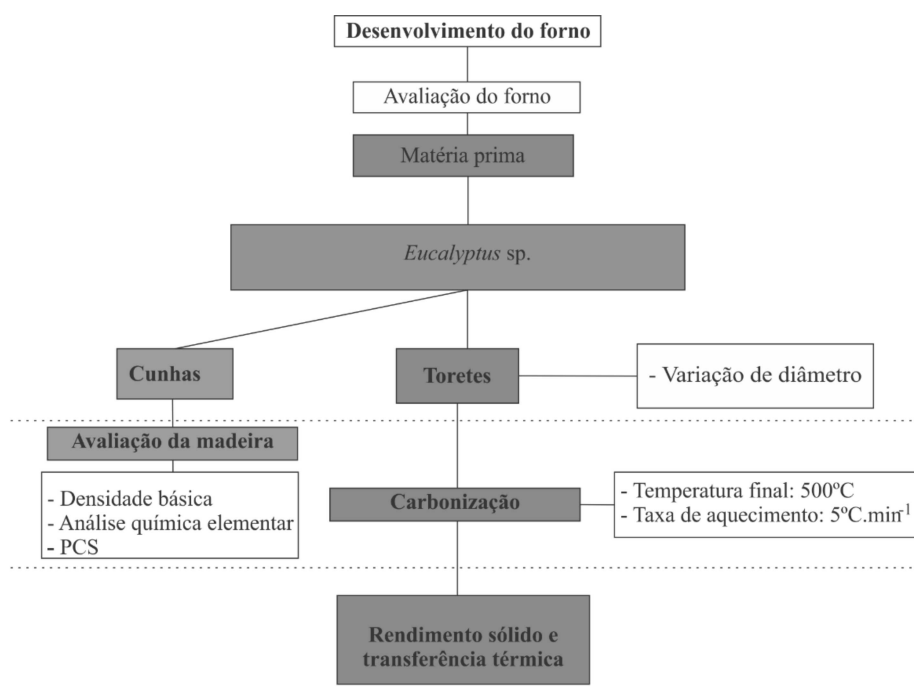 Desenvolvimento do forno
Avaliação do forno
Matéria prima
Eucalyptus sp.
Cunhas
Toretes
- Variação de diâmetro
Avaliação da madeira
- Densidade básica
- Análise química elementar
- PCS
Carbonização
- Temperatura final: 500ºC
- Taxa de aquecimento: 5ºC.min⁻¹
Rendimento sólido e
transferência térmica